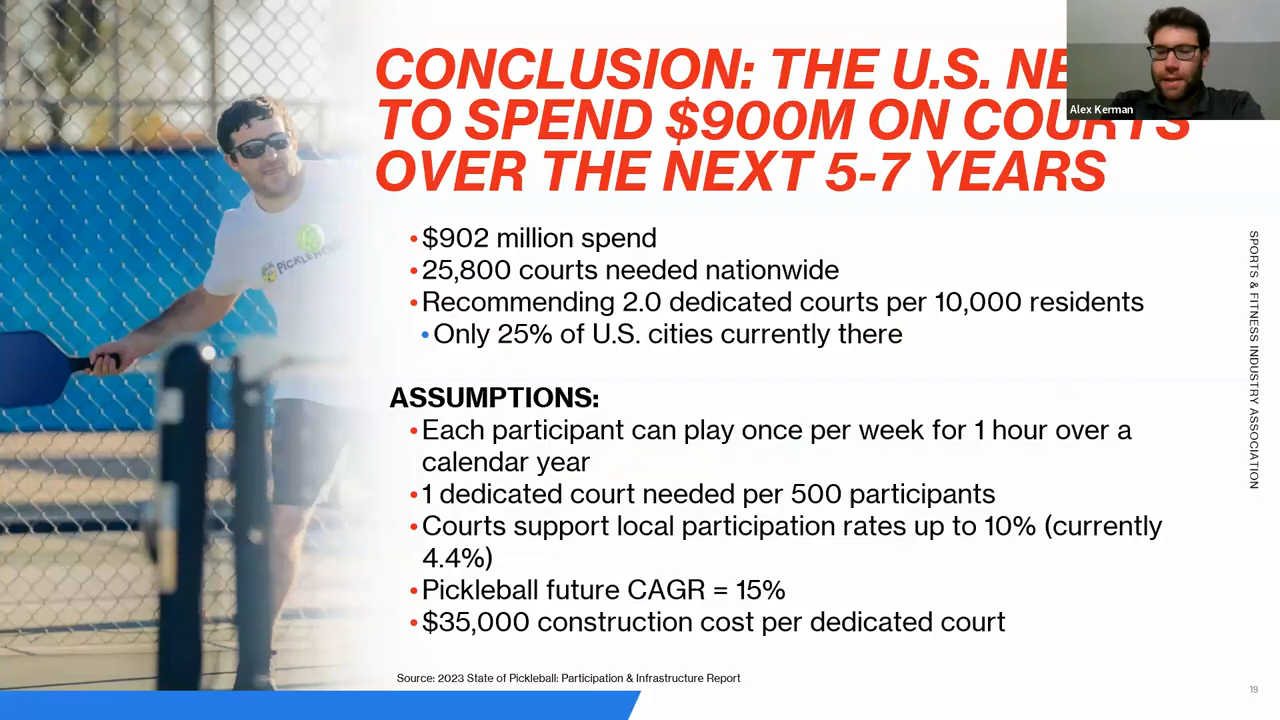 CONCLUSION: THE U.S. NE
TO SPEND $900M ON COURTS
OVER THE NEXT 5-7 YEARS
Alex Kerman
•$902 million spend
•25,800 courts needed nationwide
•Recommending 2.0 dedicated courts per 10,000 residents
•Only 25% of U.S. cities currently there
ASSUMPTIONS:
•Each participant can play once per week for 1 hour over a
calendar year
•1 dedicated court needed per 500 participants
•Courts support local participation rates up to 10% (currently
4.4%)
•Pickleball future CAGR = 15%
•$35,000 construction cost per dedicated court
Source: 2023 State of Pickleball: Participation & Infrastructure Report
SPORTS & FITNESS INDUSTRY ASSOCIATION
19